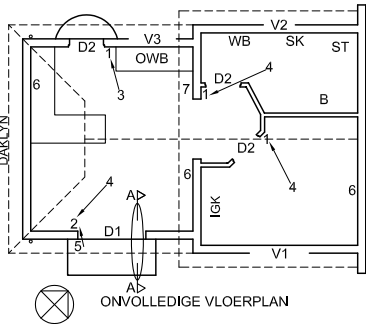 V2
D2 1 V3 WB SK ST
OWB D2 4
6 3 7 1 B
DAKLYN
1
D2
4 6 4 6
A IGK
2
5 D1
V1
A
ONVOLLEDIGE VLOERPLAN